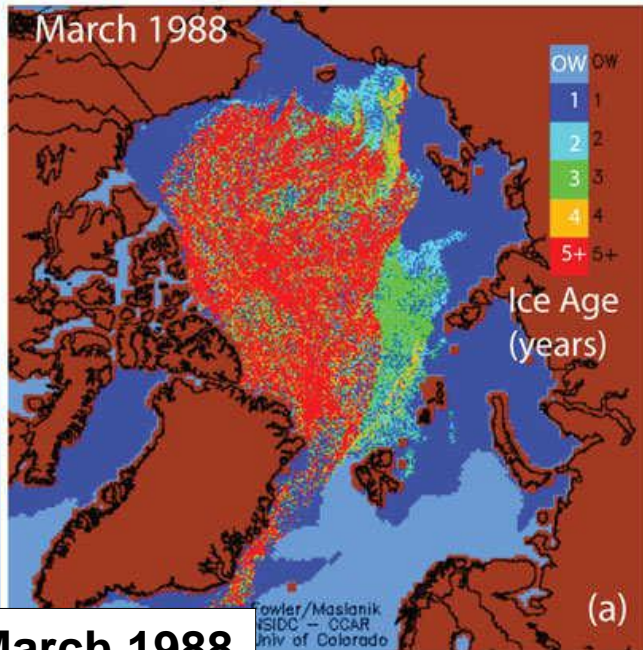 March 1988
OW OW
1 1
2 2
3 3
4 4
5+ 5+
Ice Age
(years)
(a)
Fowler/Maslanik
NSIDC - CCAR
Univ of Colorado
March 1988